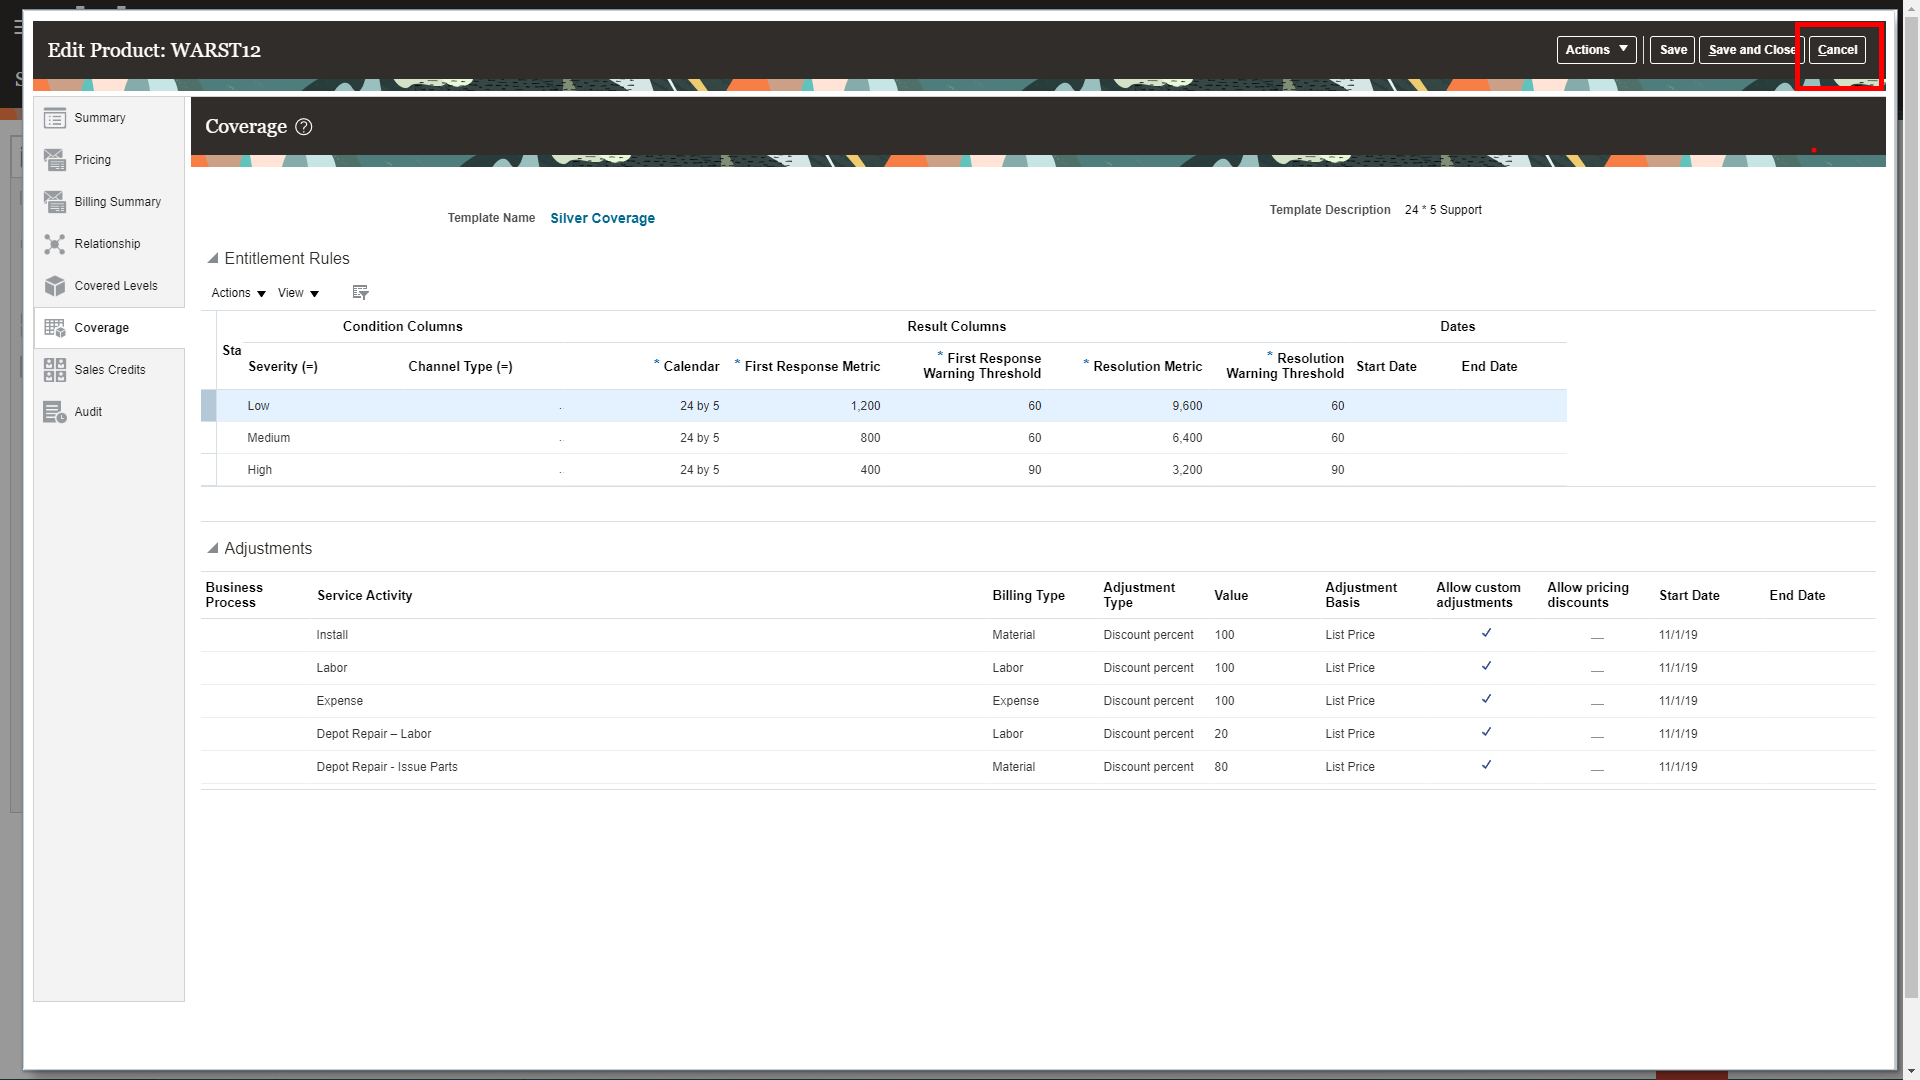 Edit Product: WARST12
Actions
Save
Save and Close
Cancel
Summary
Pricing
Billing Summary
Relationship
Covered Levels
Coverage
Sales Credits
Audit
Coverage
Template Name Silver Coverage
Template Description 24 * 5 Support
Entitlement Rules
Actions View
Condition Columns Result Columns Dates
Sta Severity (=) Channel Type (=) * Calendar * First Response Metric * First Response Warning Threshold * Resolution Metric * Resolution Warning Threshold Start Date End Date
Low .. 24 by 5 1,200 60 9,600 60
Medium .. 24 by 5 800 60 6,400 60
High .. 24 by 5 400 90 3,200 90
Adjustments
Business Process Service Activity Billing Type Adjustment Type Value Adjustment Basis Allow custom adjustments Allow pricing discounts Start Date End Date
Install Material Discount percent 100 List Price 11/1/19
Labor Labor Discount percent 100 List Price 11/1/19
Expense Expense Discount percent 100 List Price 11/1/19
Depot Repair – Labor Labor Discount percent 20 List Price 11/1/19
Depot Repair - Issue Parts Material Discount percent 80 List Price 11/1/19